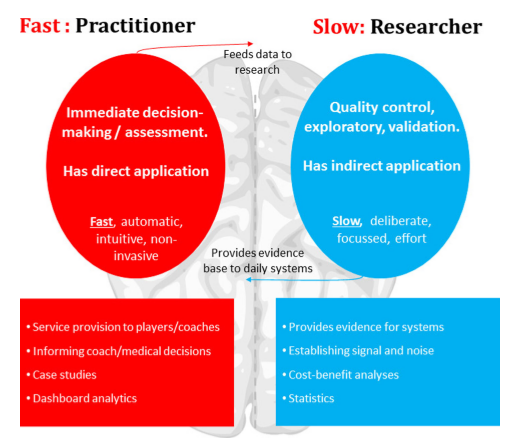 Fast : Practitioner
Slow: Researcher
Feeds data to
research
Immediate decision-
making / assessment.
Has direct application
Fast, automatic,
intuitive, non-
invasive
Quality control,
exploratory, validation.
Has indirect application
Slow, deliberate,
focussed, effort
Provides evidence
base to daily systems
• Service provision to players/coaches
• Informing coach/medical decisions
• Case studies
• Dashboard analytics
• Provides evidence for systems
• Establishing signal and noise
• Cost-benefit analyses
• Statistics